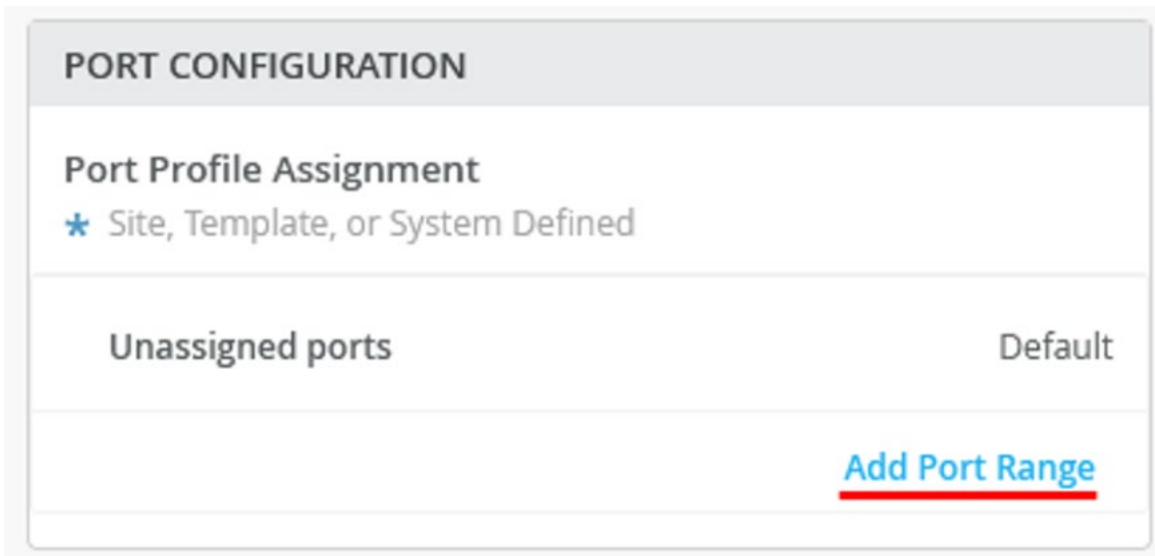 PORT CONFIGURATION
Port Profile Assignment
* Site, Template, or System Defined
Unassigned ports Default
Add Port Range